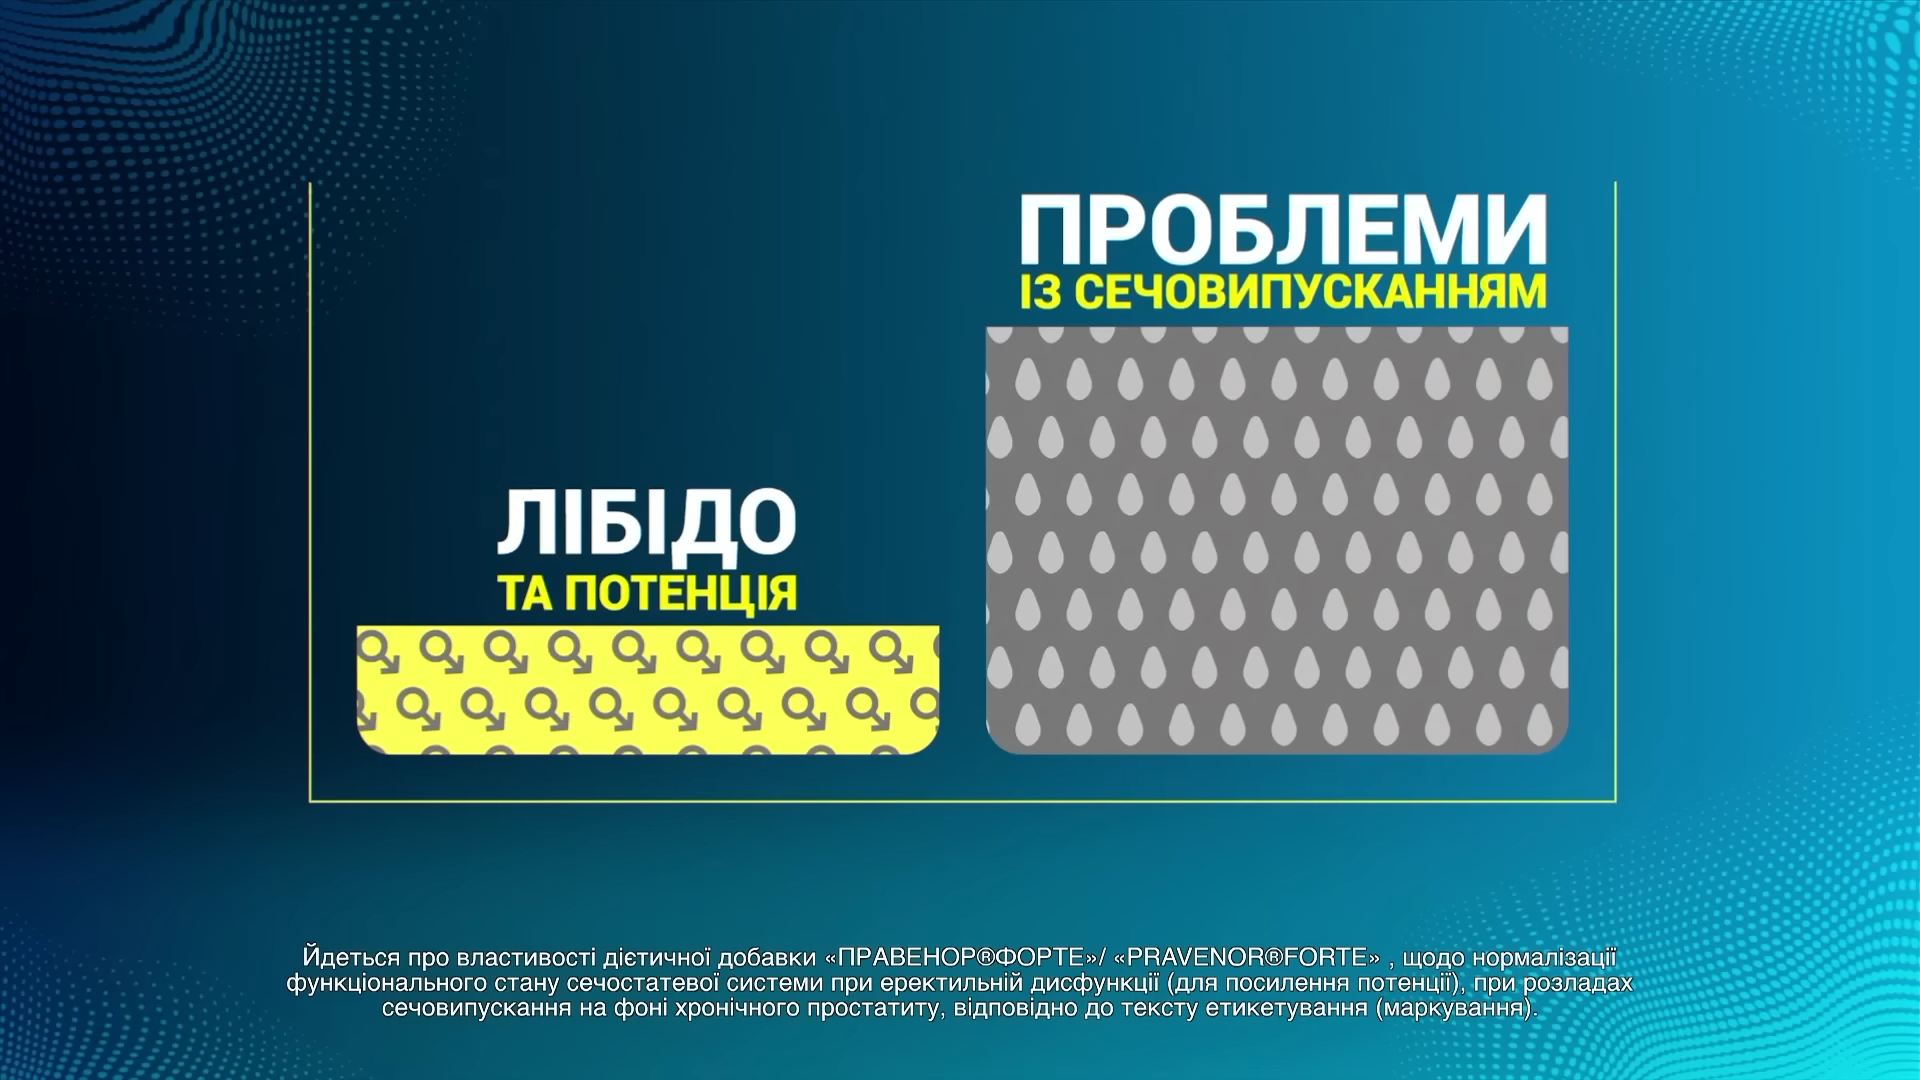 ПРОБЛЕМИ
ІЗ СЕЧОВИПУСКАННЯМ
ЛІБІДО
ТА ПОТЕНЦІЯ
Йдеться про властивості дієтичної добавки «ПРАВЕНОР®ФОРТЕ»/ «PRAVENOR®FORTE» , щодо нормалізації
функціонального стану сечостатевої системи при еректильній дисфункції (для посилення потенції), при розладах
сечовипускання на фоні хронічного простатиту, відповідно до тексту етикетування (маркування).